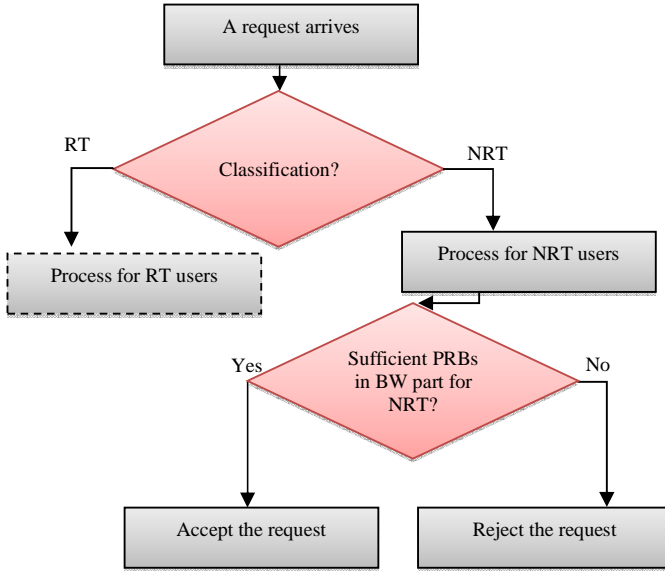 A request arrives
RT
NRT
Classification?
Process for RT users
Process for NRT users
Yes
Sufficient PRBs
in BW part for
NRT?
No
Accept the request
Reject the request